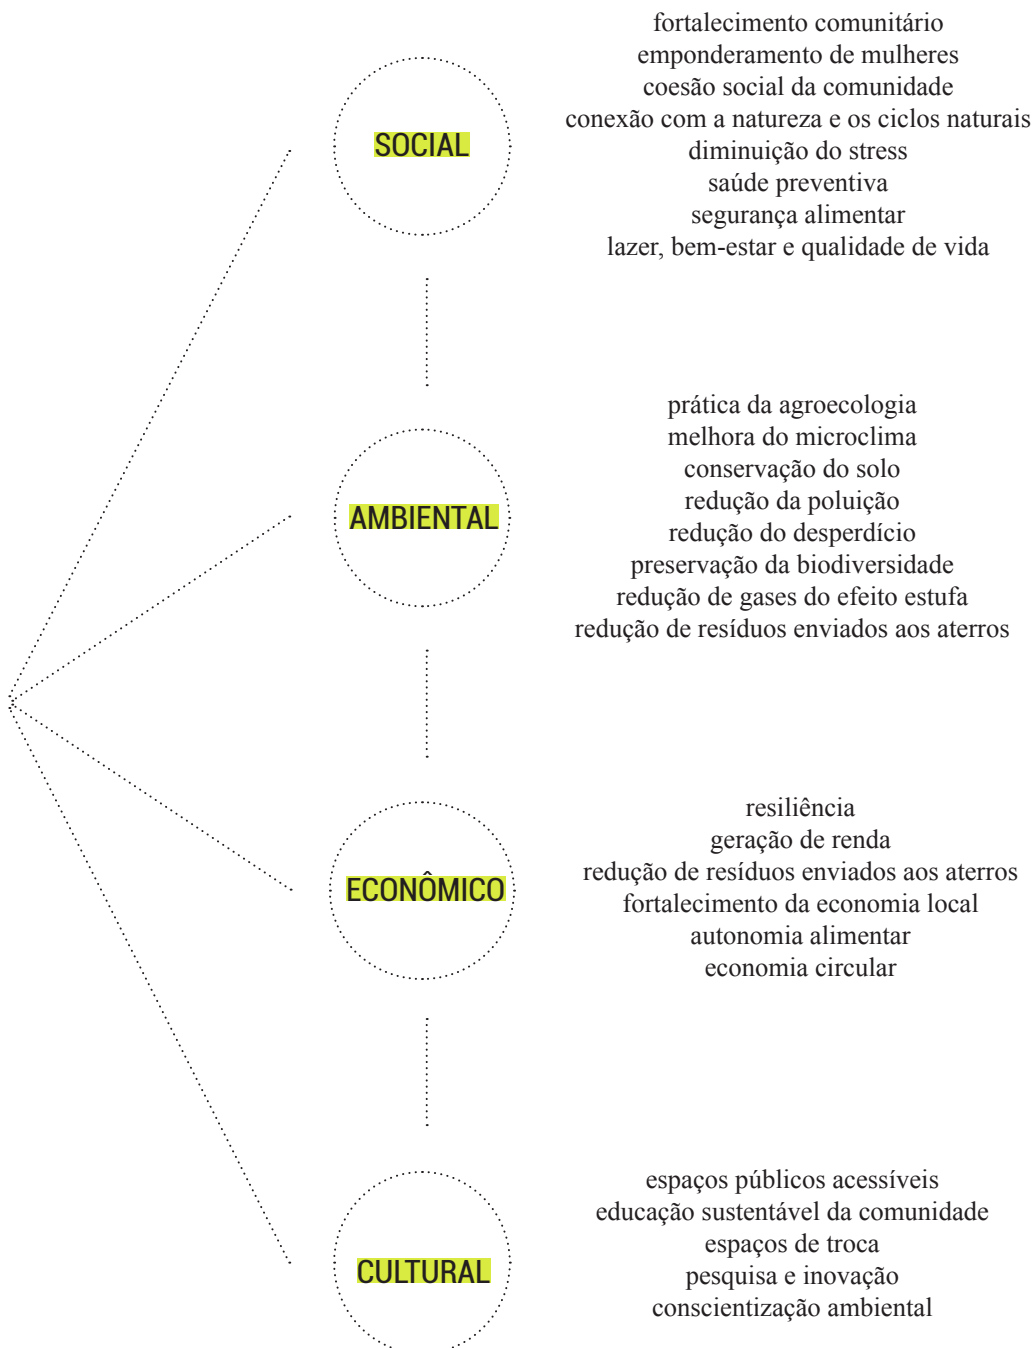 SOCIAL
fortalecimento comunitário
emponderamento de mulheres
coesão social da comunidade
conexão com a natureza e os ciclos naturais
diminuição do stress
saúde preventiva
segurança alimentar
lazer, bem-estar e qualidade de vida
AMBIENTAL
prática da agroecologia
melhora do microclima
conservação do solo
redução da poluição
redução do desperdício
preservação da biodiversidade
redução de gases do efeito estufa
redução de resíduos enviados aos aterros
ECONÔMICO
resiliência
geração de renda
redução de resíduos enviados aos aterros
fortalecimento da economia local
autonomia alimentar
economia circular
CULTURAL
espaços públicos acessíveis
educação sustentável da comunidade
espaços de troca
pesquisa e inovação
conscientização ambiental